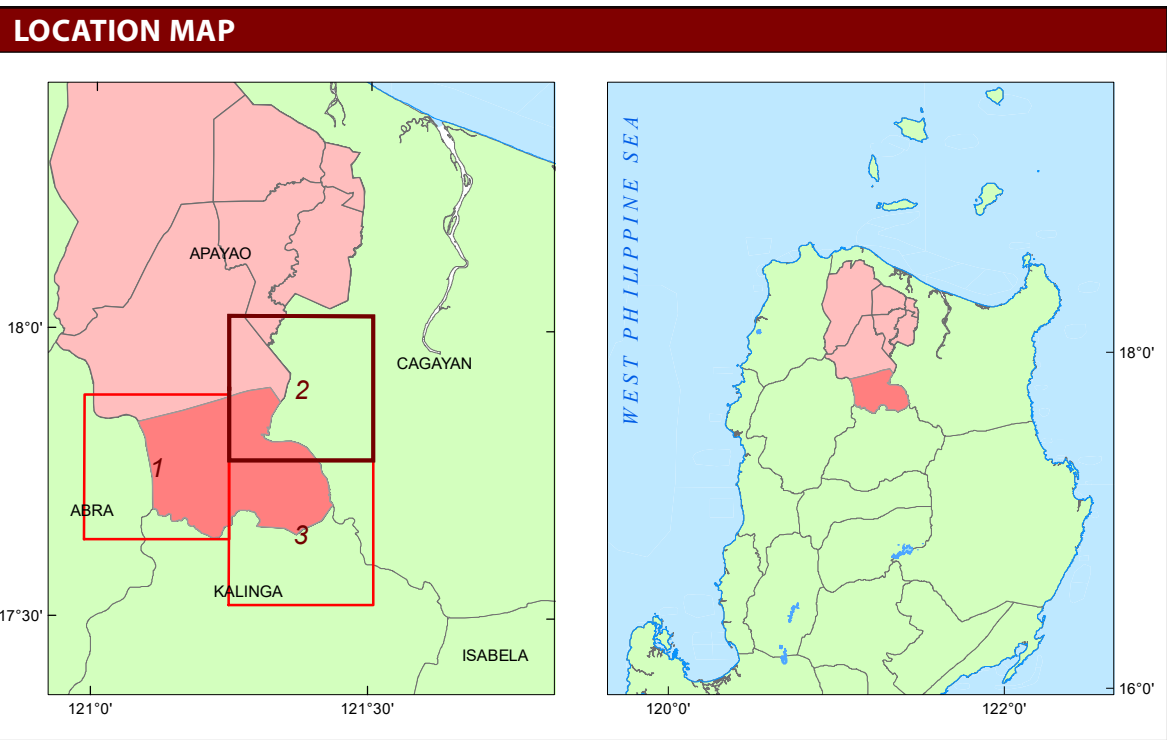 LOCATION MAP
APAYAO
18°0'
CAGAYAN
2
1
ABRA
3
KALINGA
17°30'
ISABELA
121°0'
121°30'
WEST PHILIPPINE SEA
18°0'
16°0'
120°0'
122°0'